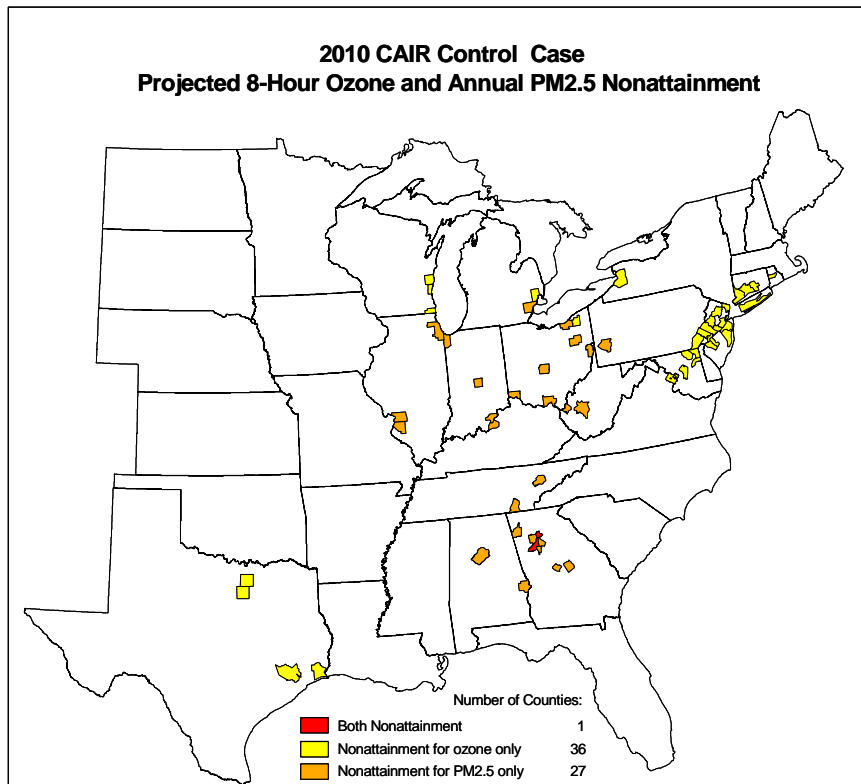 2010 CAIR Control Case
Projected 8-Hour Ozone and Annual PM2.5 Nonattainment
Number of Counties:
Both Nonattainment 1
Nonattainment for ozone only 36
Nonattainment for PM2.5 only 27